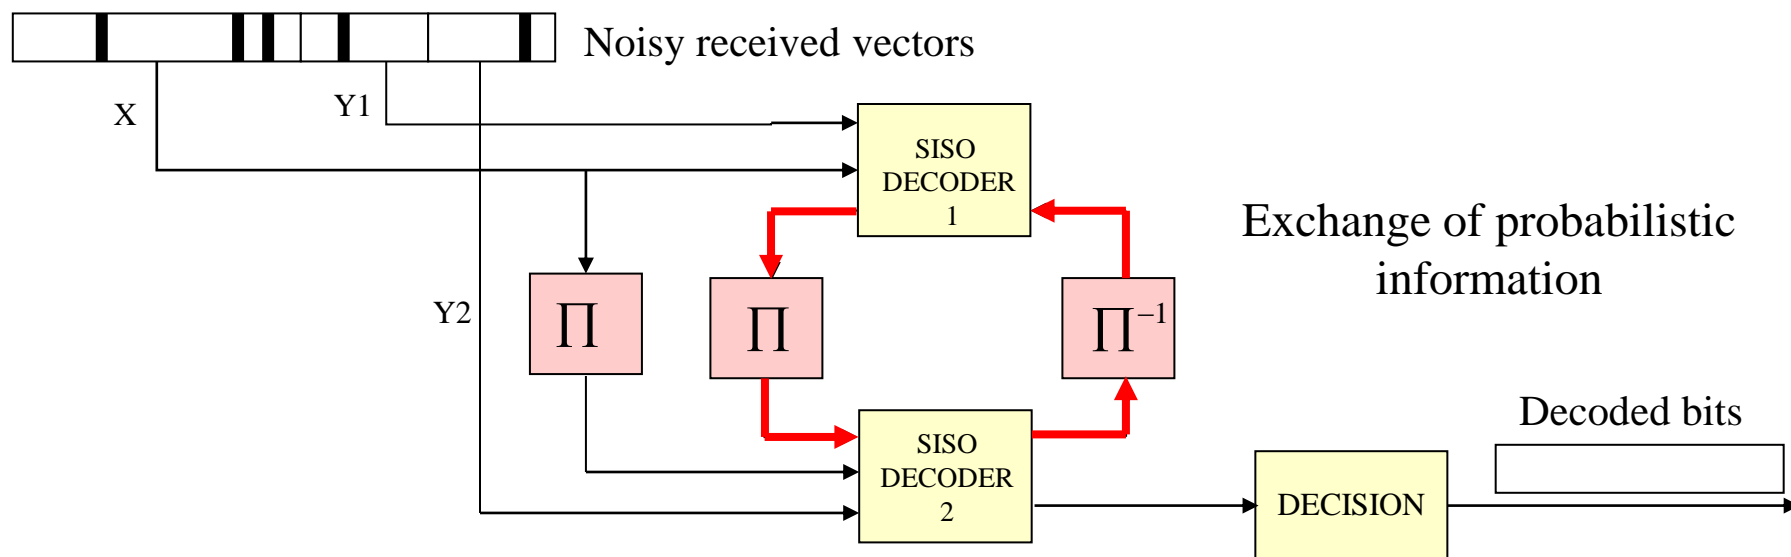 Noisy received vectors
X
Y1
SISO
DECODER
1
Exchange of probabilistic
information
Y2
∏
∏
∏⁻¹
Decoded bits
SISO
DECODER
2
DECISION